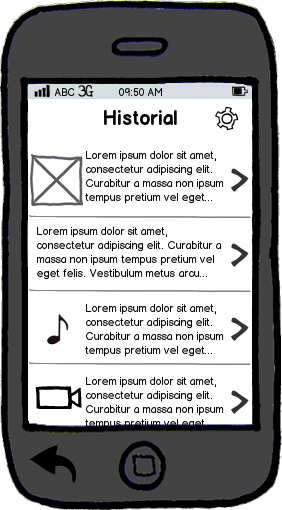 ABC 3G 09:50 AM
Historial
Lorem ipsum dolor sit amet,
consectetur adipiscing elit.
Curabitur a massa non ipsum
tempus pretium vel eget...
Lorem ipsum dolor sit amet,
consectetur adipiscing elit. Curabitur a
massa non ipsum tempus pretium vel
eget felis. Vestibulum metus arcu...
Lorem ipsum dolor sit amet,
consectetur adipiscing elit.
Curabitur a massa non ipsum
tempus pretium vel eget...
Lorem ipsum dolor sit amet,
consectetur adipiscing elit.
Curabitur a massa non ipsum
tempus pretium vel eget...